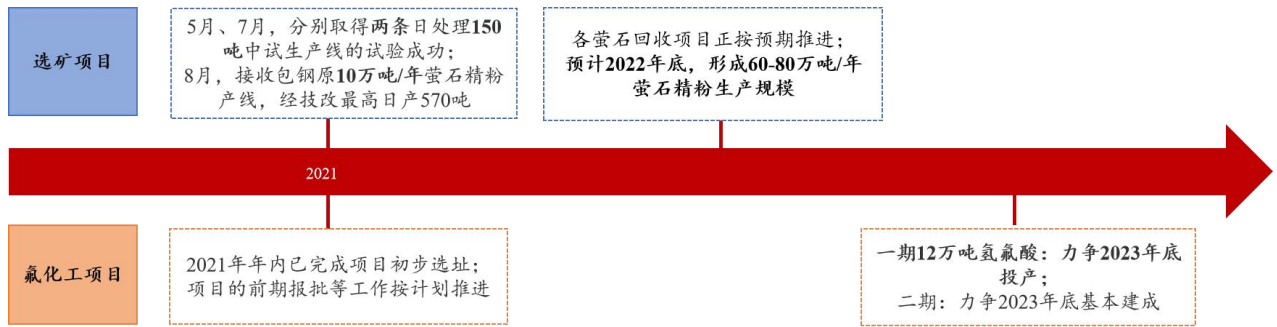 选矿项目
5月、7月，分别取得两条日处理150
吨中试生产线的试验成功；
8月，接收包钢原10万吨/年萤石精粉
产线，经技改最高日产570吨
各萤石回收项目正按预期推进；
预计2022年底，形成60-80万吨/年
萤石精粉生产规模
2021
氟化工项目
2021年年内已完成项目初步选址；
项目的前期报批等工作按计划推进
一期12万吨氢氟酸：力争2023年底
投产；
二期：力争2023年底基本建成